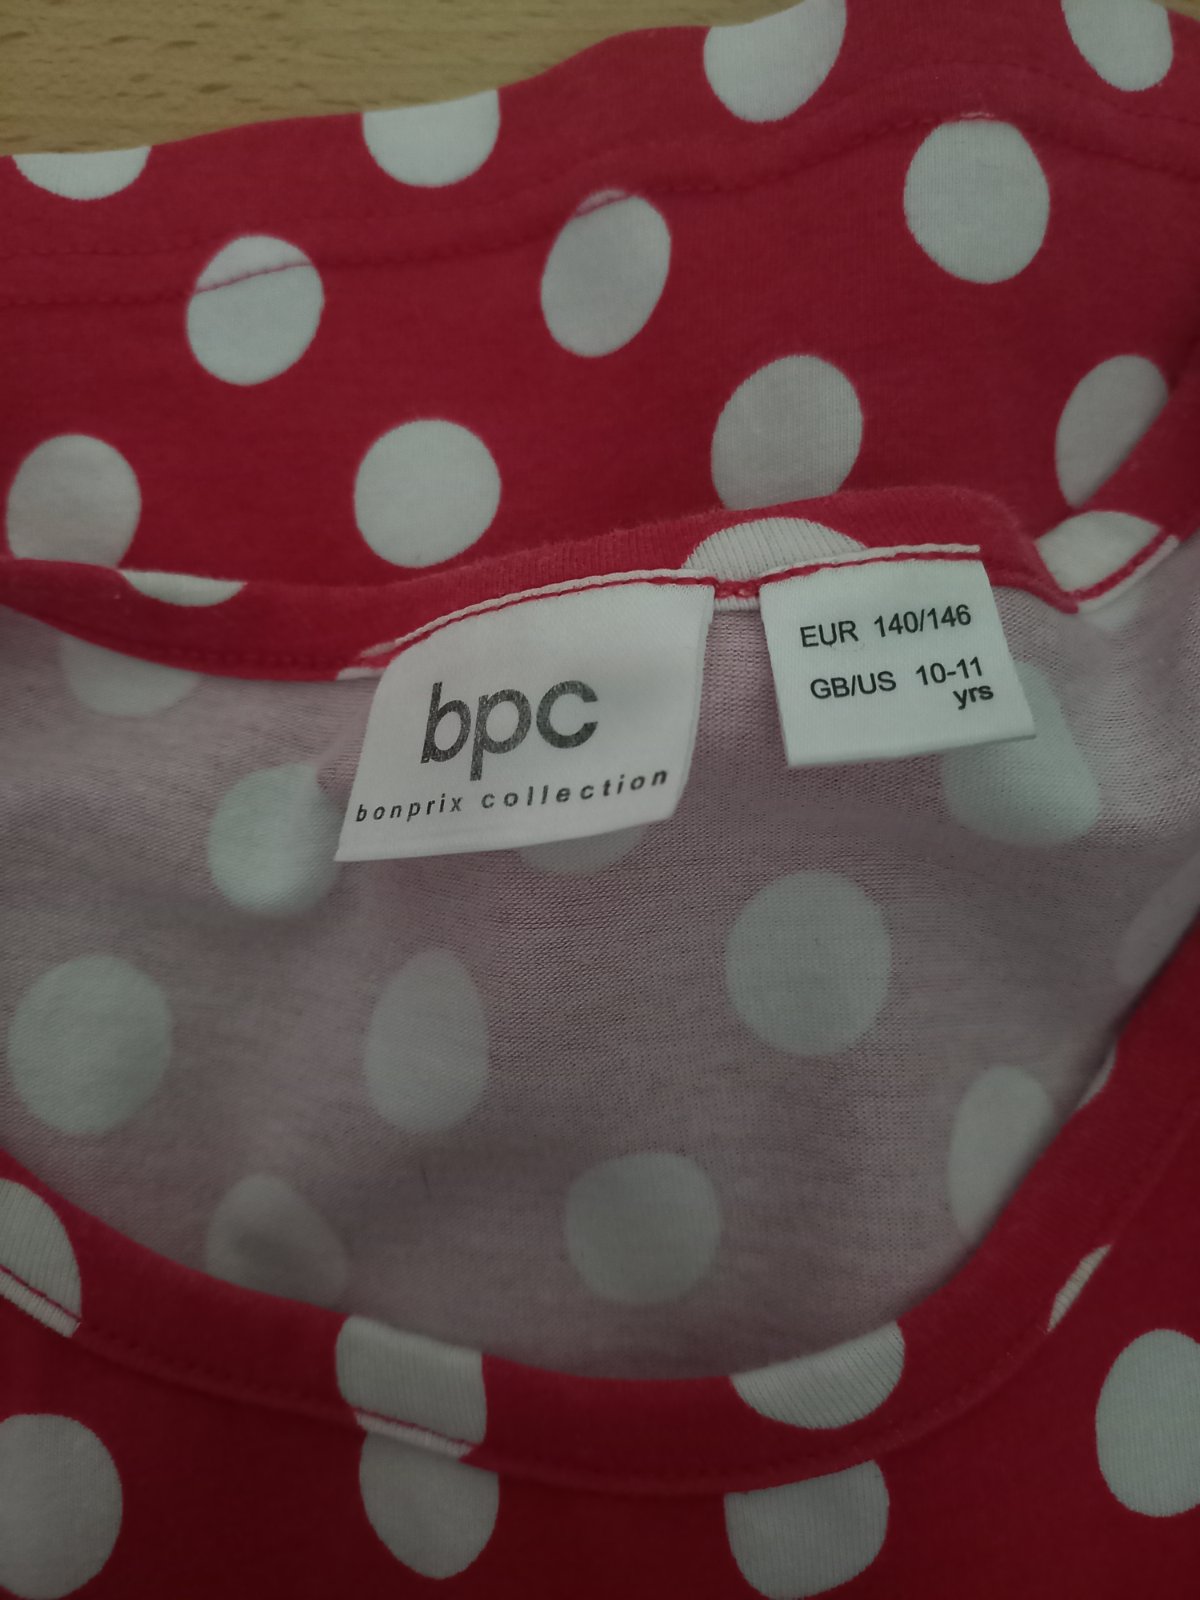 bpc
bonprix collection
EUR 140/146
GB/US 10-11
yrs